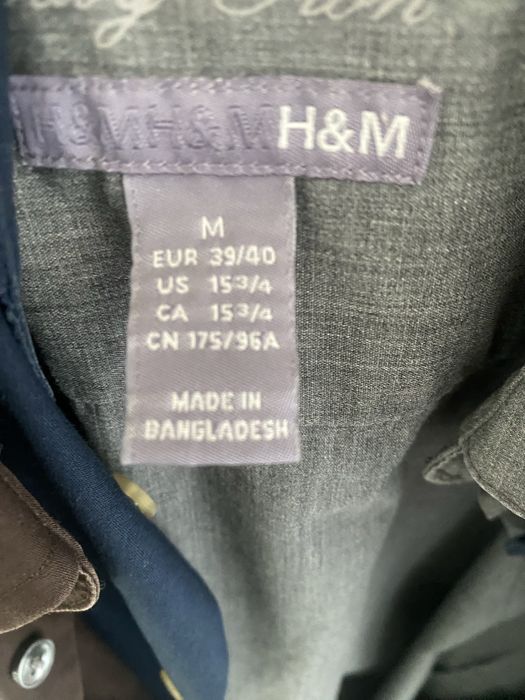 Iron
H&MH&MH&M
M
EUR 39/40
US 15 3/4
CA 15 3/4
CN 175/96A
MADE IN
BANGLADESH